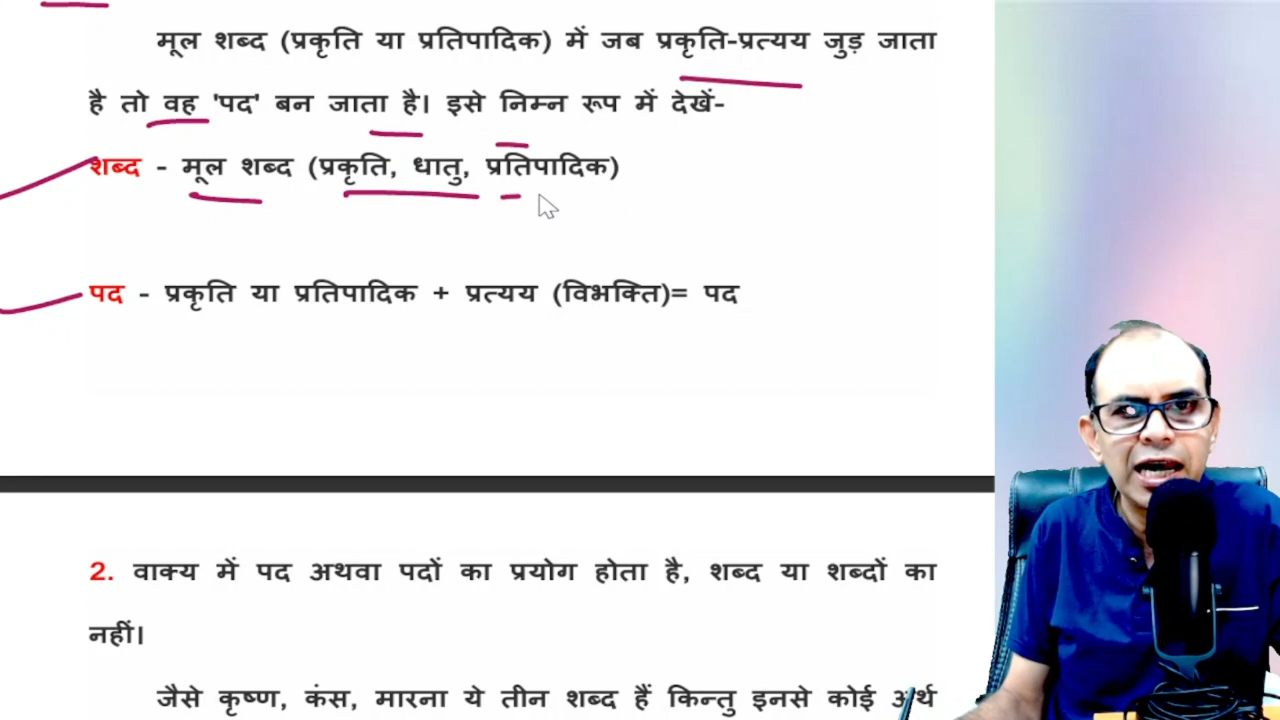 मूल शब्द (प्रकृति या प्रतिपादिक) में जब प्रकृति-प्रत्यय जुड़ जाता
है तो वह 'पद' बन जाता है। इसे निम्न रूप में देखें-
शब्द - मूल शब्द (प्रकृति, धातु, प्रतिपादिक)
पद - प्रकृति या प्रतिपादिक + प्रत्यय (विभक्ति)= पद
2. वाक्य में पद अथवा पदों का प्रयोग होता है, शब्द या शब्दों का
नहीं।
जैसे कृष्ण, कंस, मारना ये तीन शब्द हैं किन्तु इनसे कोई अर्थ